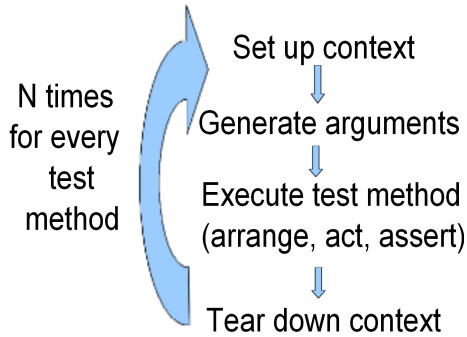 N times
for every
test
method
Set up context
Generate arguments
Execute test method
(arrange, act, assert)
Tear down context